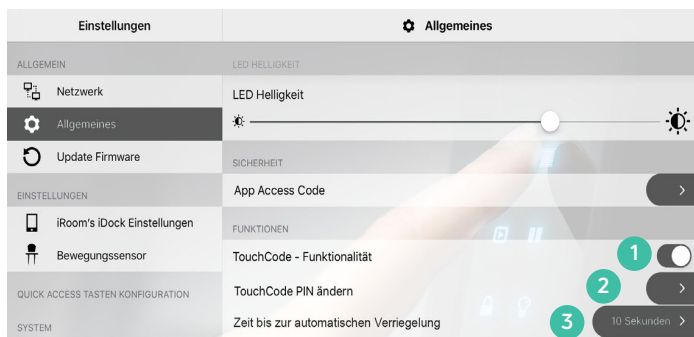 Einstellungen
Allgemeines
ALLGEMEIN
Netzwerk
Allgemeines
Update Firmware
EINSTELLUNGEN
iRoom's iDock Einstellungen
Bewegungssensor
QUICK ACCESS TASTEN KONFIGURATION
SYSTEM
LED HELLIGKEIT
LED Helligkeit
SICHERHEIT
App Access Code
FUNKTIONEN
TouchCode - Funktionalität
1
TouchCode PIN ändern
2
Zeit bis zur automatischen Verriegelung
3
10 Sekunden